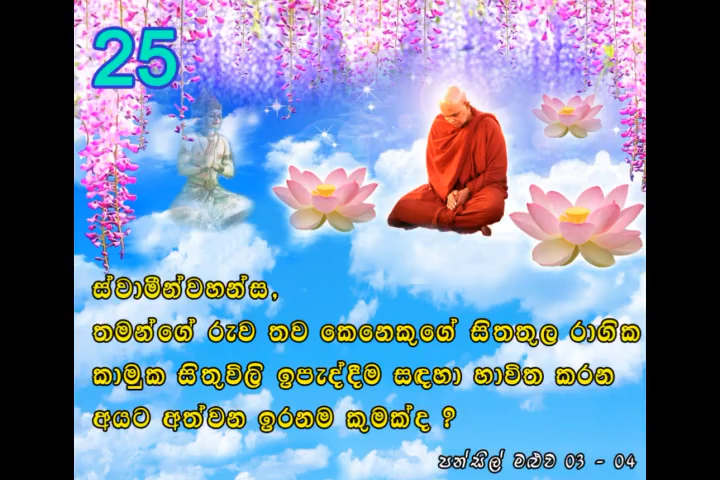 25
ස්වාමීන්වහන්ස,
තමන්ගේ රුව තව කෙනෙකුගේ සිතතුල රාගික
කාමුක සිතුවිලි ඉපැද්දීම සඳහා භාවිත කරන
අයට අත්වන ඉරනම කුමක්ද ?
පන්සිල් මළුව 03 - 04